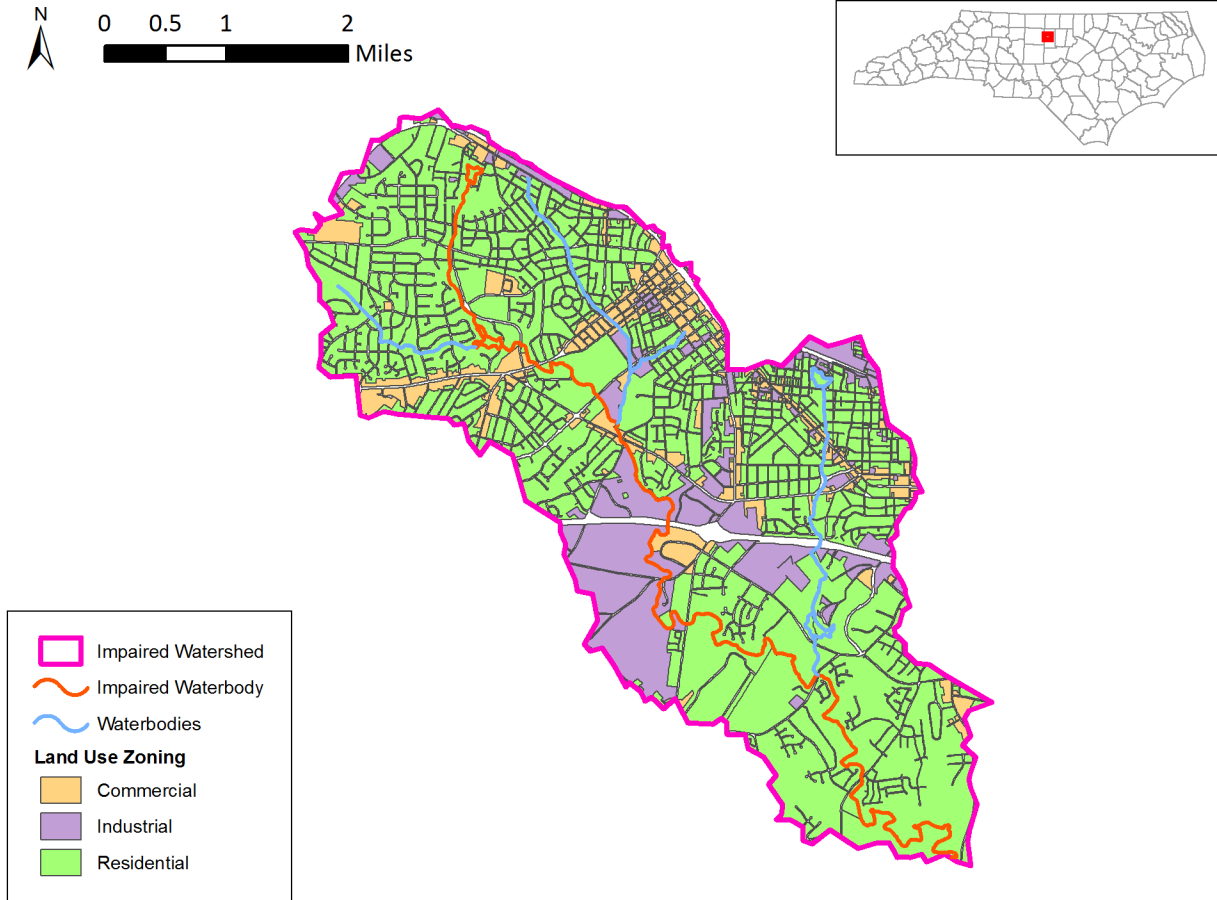 N
0 0.5 1 2
Miles
Impaired Watershed
Impaired Waterbody
Waterbodies
Land Use Zoning
Commercial
Industrial
Residential